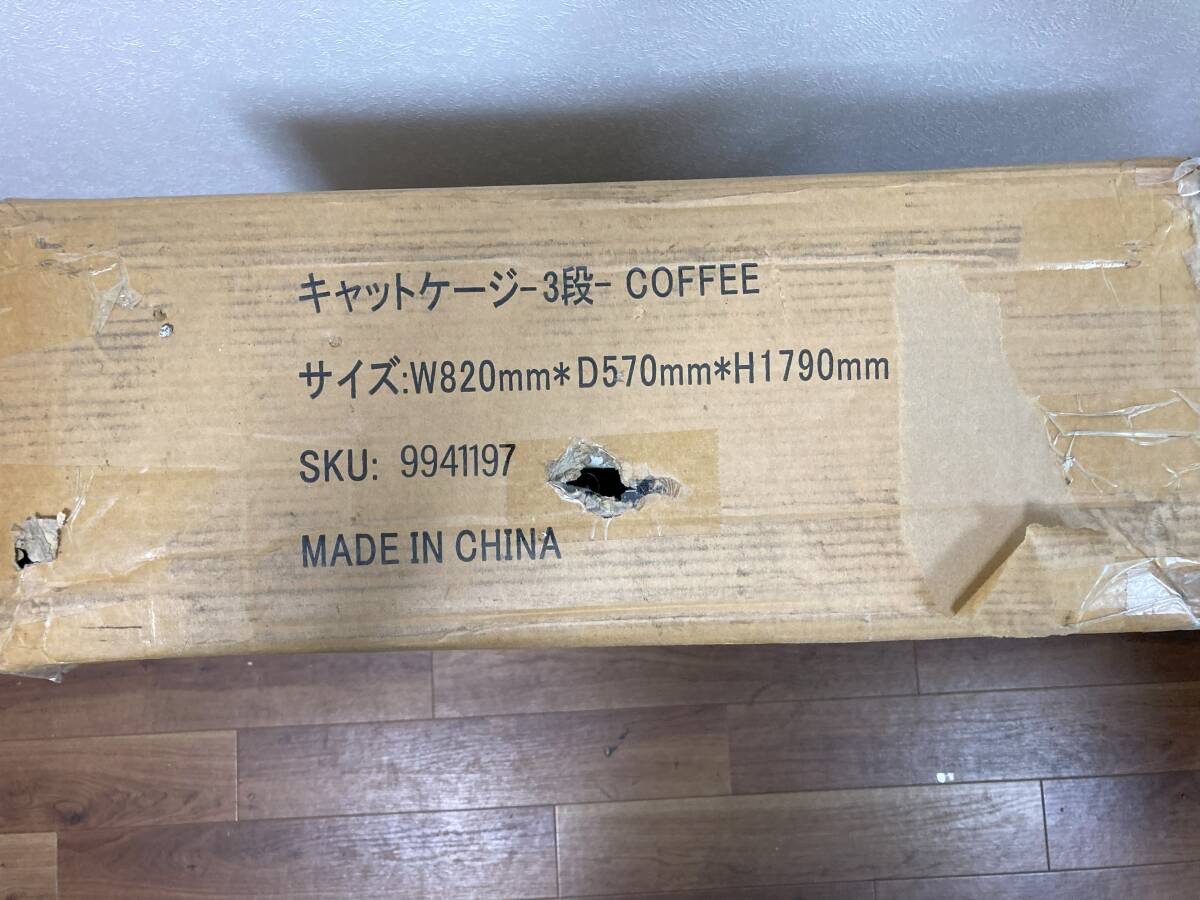 キャットケージ-3段- COFFEE
サイズ:W820mm*D570mm*H1790mm
SKU: 9941197
MADE IN CHINA